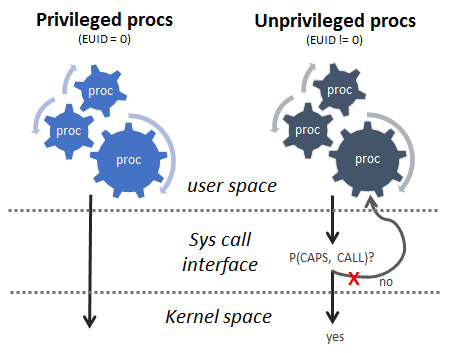 Privileged procs
(EUID = 0)
Unprivileged procs
(EUID != 0)
proc
proc
proc
proc
proc
proc
user space
Sys call
interface
P(CAPS, CALL)?
X
no
Kernel space
yes